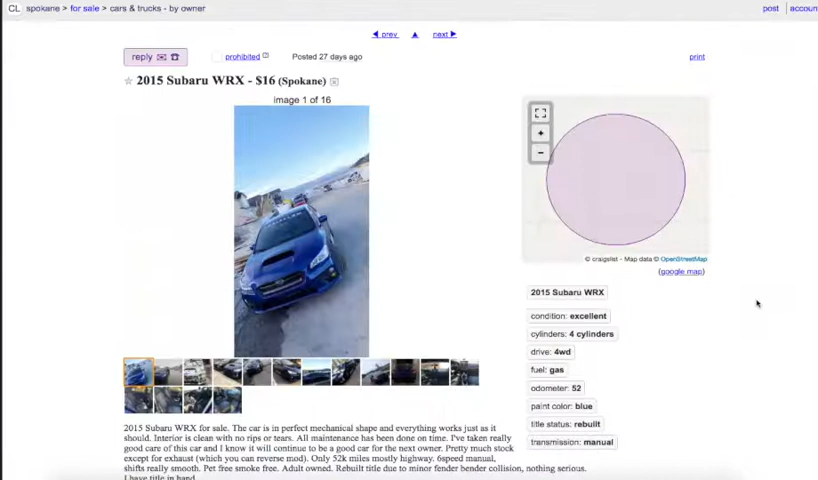 CL spokane > for sale > cars & trucks - by owner post accoun
◀ prev ▲ next ▶
reply prohibited [?] Posted 27 days ago print
☆ 2015 Subaru WRX - $16 (Spokane)
image 1 of 16
+
−
© craigslist - Map data © OpenStreetMap
(google map)
2015 Subaru WRX
condition: excellent
cylinders: 4 cylinders
drive: 4wd
fuel: gas
odometer: 52
paint color: blue
title status: rebuilt
transmission: manual
2015 Subaru WRX for sale. The car is in perfect mechanical shape and everything works just as it
should. Interior is clean with no rips or tears. All maintenance has been done on time. I've taken really
good care of this car and I know it will continue to be a good car for the next owner. Pretty much stock
except for exhaust (which you can reverse mod). Only 52k miles mostly highway. 6speed manual,
shifts really smooth. Pet free smoke free. Adult owned. Rebuilt title due to minor fender bender collision, nothing serious.
I have title in hand